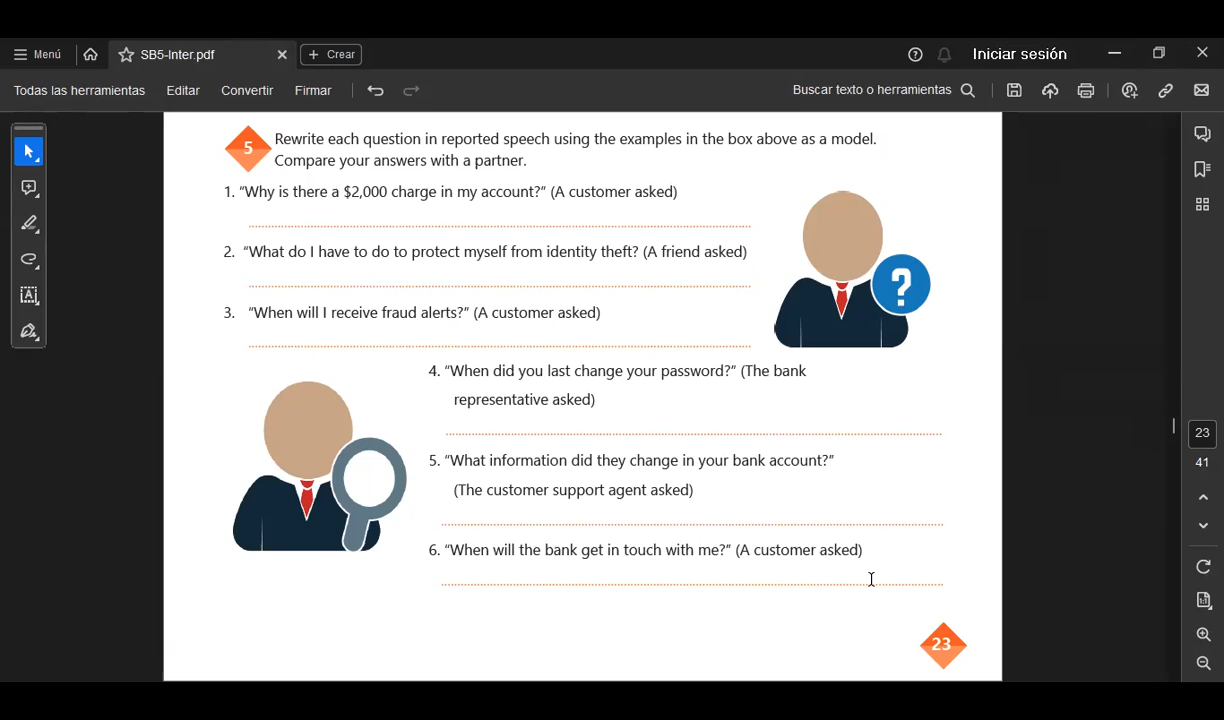 Menú
SB5-Inter.pdf
Crear
Iniciar sesión
Todas las herramientas
Editar
Convertir
Firmar
Buscar texto o herramientas
5
Rewrite each question in reported speech using the examples in the box above as a model.
Compare your answers with a partner.
1. “Why is there a $2,000 charge in my account?” (A customer asked)
2. “What do I have to do to protect myself from identity theft? (A friend asked)
3. “When will I receive fraud alerts?” (A customer asked)
?
4. “When did you last change your password?” (The bank
representative asked)
5. “What information did they change in your bank account?”
(The customer support agent asked)
6. “When will the bank get in touch with me?” (A customer asked)
23
23
41